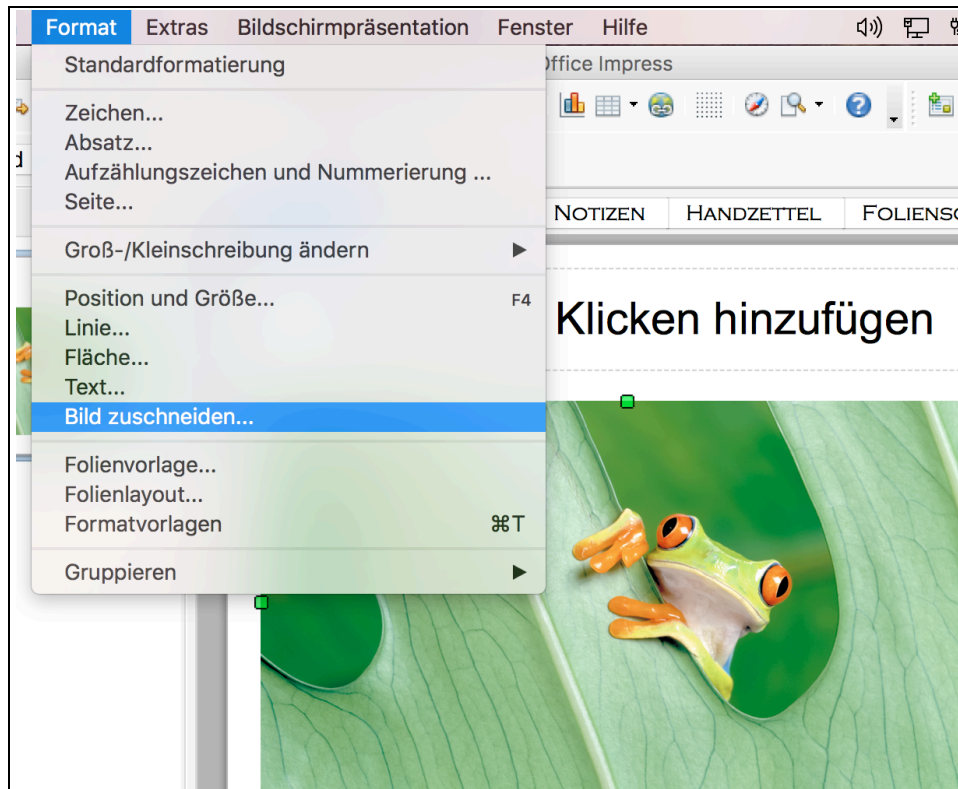 Format Extras Bildschirmpräsentation Fenster Hilfe
Standardformatierung
Office Impress
Zeichen...
Absatz...
Aufzählungszeichen und Nummerierung ...
Seite...
NOTIZEN HANDZETTEL
Groß-/Kleinschreibung ändern
Position und Größe... F4
Klicken hinzufügen
Linie...
Fläche...
Text...
Bild zuschneiden...
Folienvorlage...
Folienlayout...
Formatvorlagen ⌘T
Gruppieren